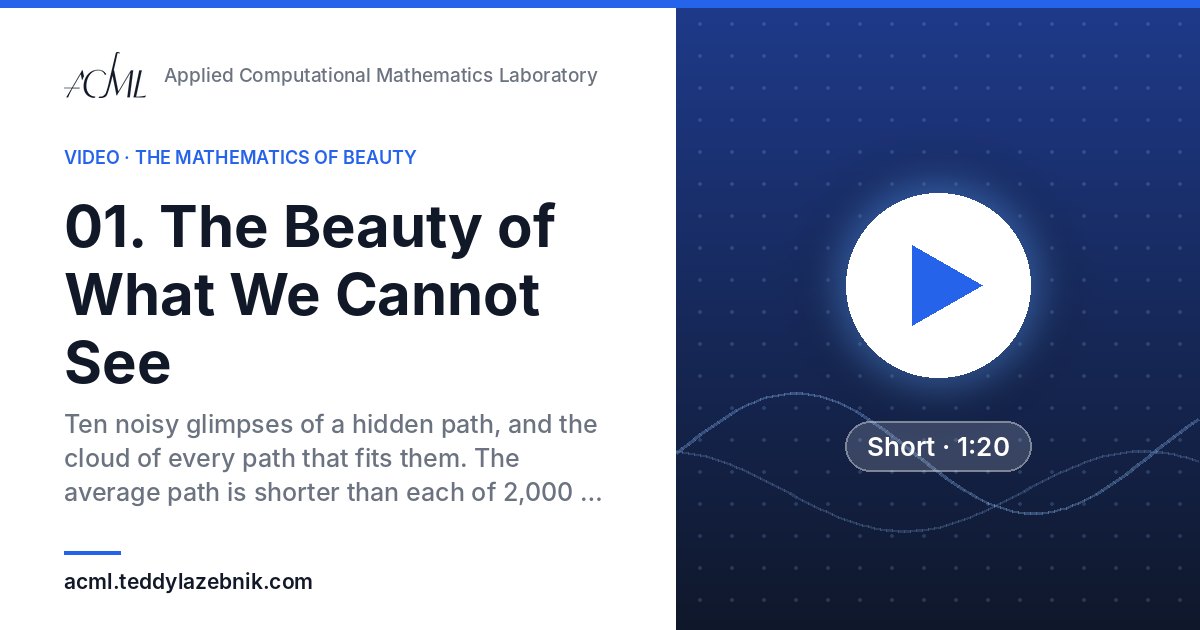 ACML
Applied Computational Mathematics Laboratory
VIDEO · THE MATHEMATICS OF BEAUTY
01. The Beauty of
What We Cannot
See
Ten noisy glimpses of a hidden path, and the
cloud of every path that fits them. The
average path is shorter than each of 2,000 ...
acml.teddylazebnik.com
Short · 1:20